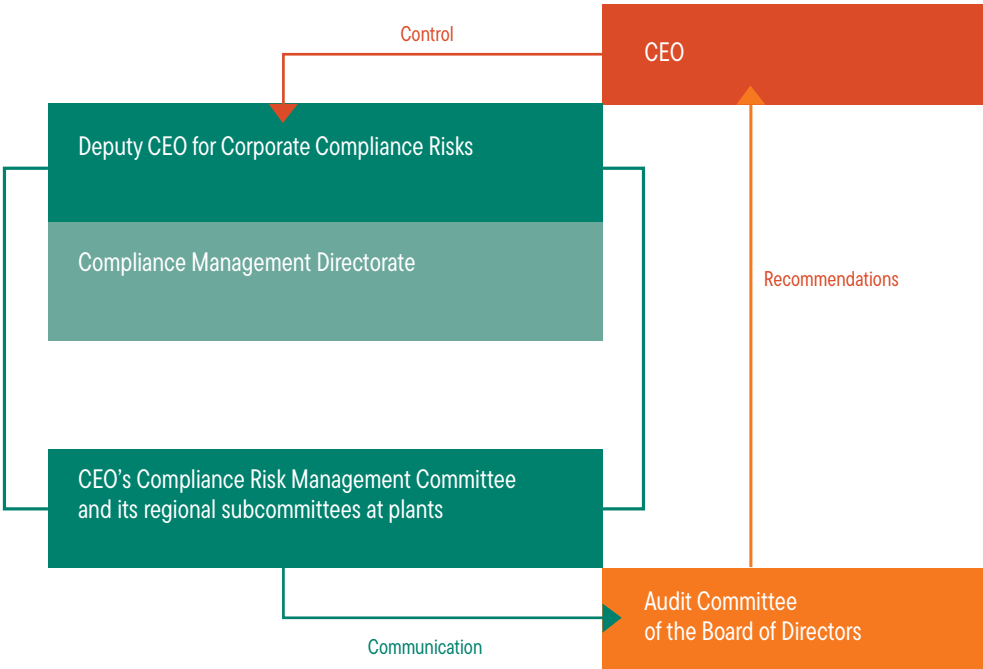 Control
CEO
Deputy CEO for Corporate Compliance Risks
Compliance Management Directorate
Recommendations
CEO’s Compliance Risk Management Committee
and its regional subcommittees at plants
Audit Committee
of the Board of Directors
Communication